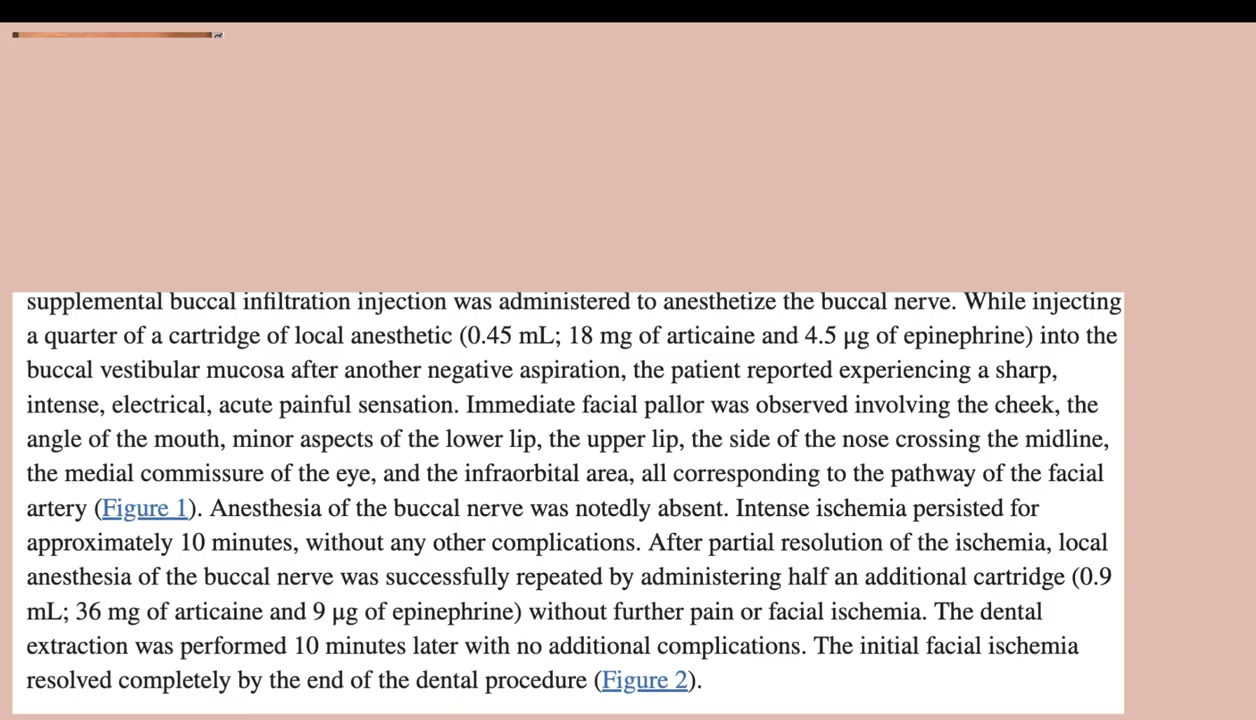 supplemental buccal infiltration injection was administered to anesthetize the buccal nerve. While injecting
a quarter of a cartridge of local anesthetic (0.45 mL; 18 mg of articaine and 4.5 μg of epinephrine) into the
buccal vestibular mucosa after another negative aspiration, the patient reported experiencing a sharp,
intense, electrical, acute painful sensation. Immediate facial pallor was observed involving the cheek, the
angle of the mouth, minor aspects of the lower lip, the upper lip, the side of the nose crossing the midline,
the medial commissure of the eye, and the infraorbital area, all corresponding to the pathway of the facial
artery (Figure 1). Anesthesia of the buccal nerve was notedly absent. Intense ischemia persisted for
approximately 10 minutes, without any other complications. After partial resolution of the ischemia, local
anesthesia of the buccal nerve was successfully repeated by administering half an additional cartridge (0.9
mL; 36 mg of articaine and 9 μg of epinephrine) without further pain or facial ischemia. The dental
extraction was performed 10 minutes later with no additional complications. The initial facial ischemia
resolved completely by the end of the dental procedure (Figure 2).